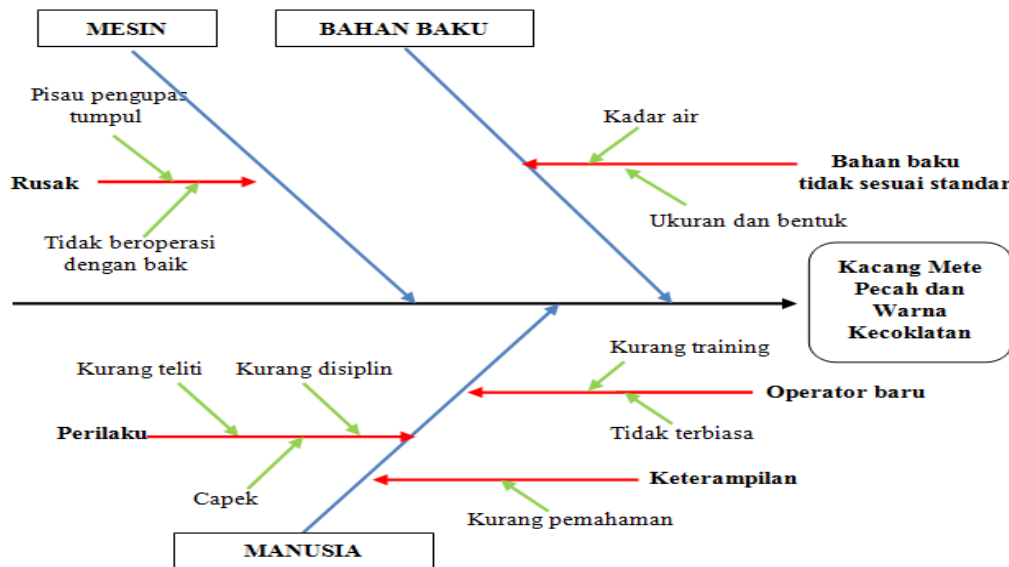 MESIN
BAHAN BAKU
Pisau pengupas
tumpul
Rusak
Tidak beroperasi
dengan baik
Kadar air
Bahan baku
tidak sesuai standar
Ukuran dan bentuk
Kacang Mete
Pecah dan
Warna
Kecoklatan
Kurang teliti
Kurang disiplin
Perilaku
Capek
Kurang training
Operator baru
Tidak terbiasa
Keterampilan
Kurang pemahaman
MANUSIA